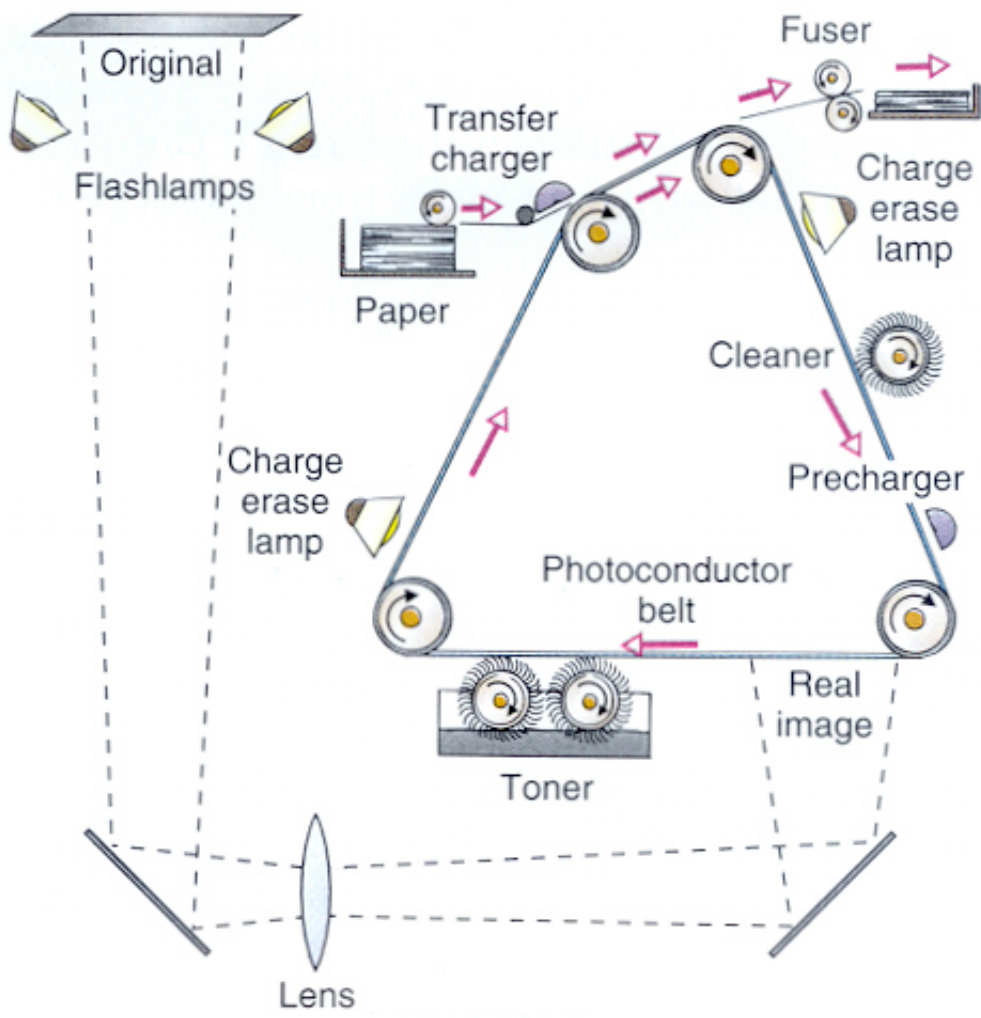 Original
Flashlamps
Fuser
Transfer
charger
Charge
erase
lamp
Paper
Cleaner
Charge
erase
lamp
Precharger
Photoconductor
belt
Real
image
Toner
Lens